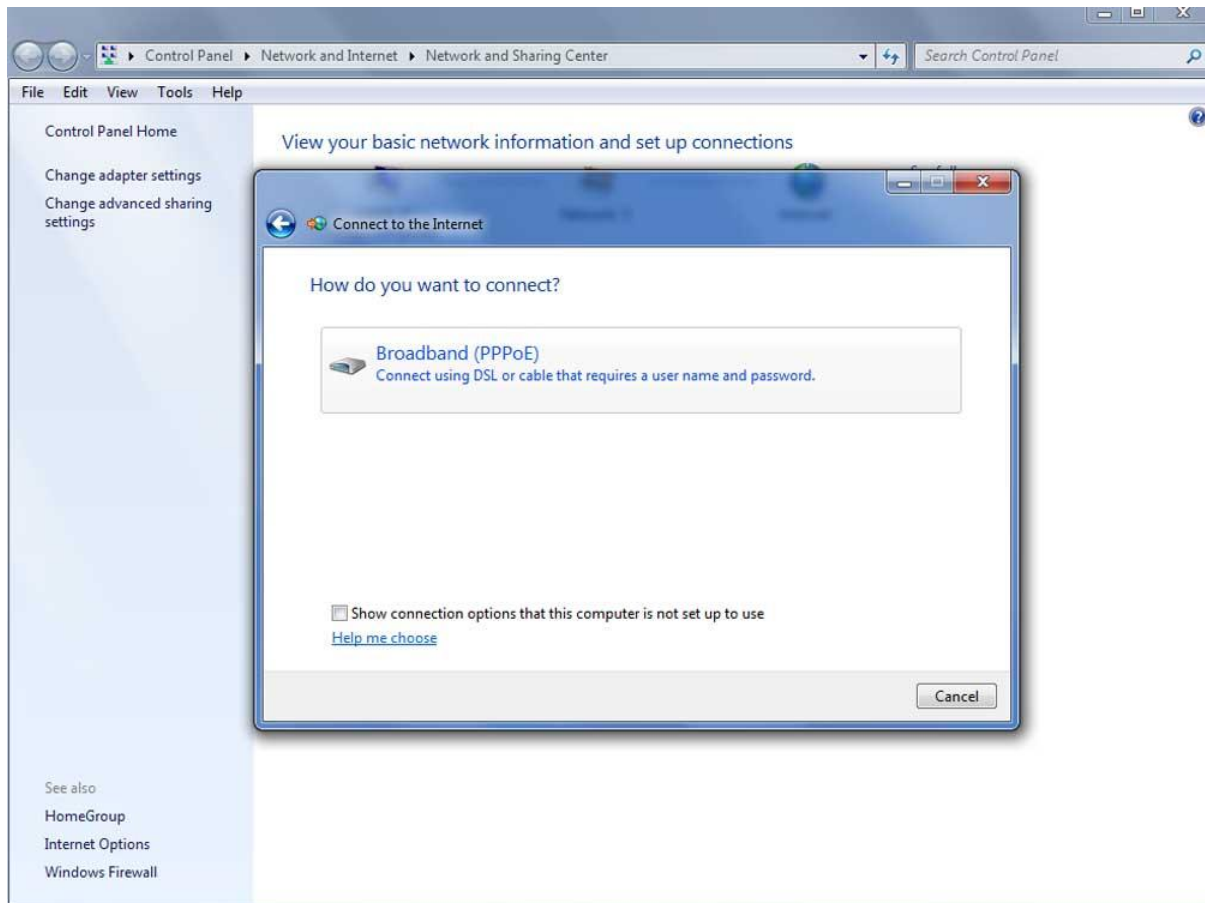 Control Panel Network and Internet Network and Sharing Center Search Control Panel
File Edit View Tools Help
Control Panel Home
View your basic network information and set up connections
Change adapter settings
Change advanced sharing
settings
Connect to the Internet
How do you want to connect?
Broadband (PPPoE)
Connect using DSL or cable that requires a user name and password.
Show connection options that this computer is not set up to use
Help me choose
Cancel
See also
HomeGroup
Internet Options
Windows Firewall